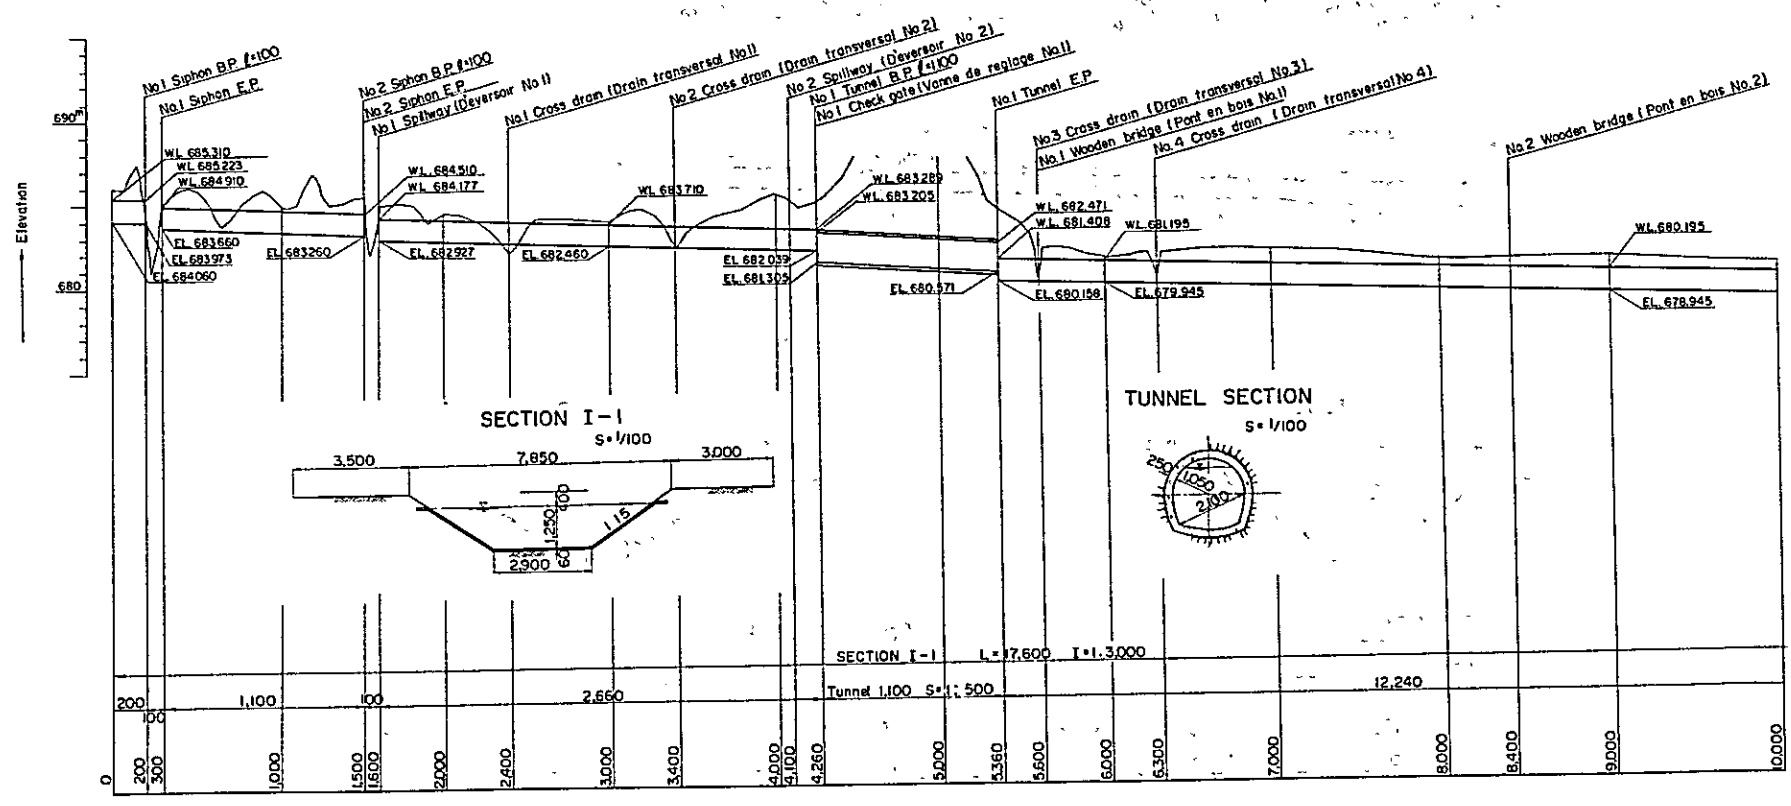 No.1 Siphon B.P. ℓ=100
No.1 Siphon E.P.
No.2 Siphon B.P. ℓ=100
No.2 Siphon E.P.
No.1 Spillway (D'eversoir No.1)
No.1 Cross drain (Drain transversal No.1)
No.2 Cross drain (Drain transversal No.2)
No.2 Spillway (D'eversoir No.2)
No.1 Tunnel B.P. ℓ=1,100
No.1 Check gate (Vanne de reglage No.1)
No.1 Tunnel E.P.
No.3 Cross drain (Drain transversal No.3)
No.1 Wooden bridge (Pont en bois No.1)
No.4 Cross drain (Drain transversal No.4)
No.2 Wooden bridge (Pont en bois No.2)
Elevation
690m
680
WL. 685.310
WL. 685.223
WL. 684.910
WL. 684.510
WL. 684.177
WL. 683.710
WL. 683.289
WL. 683.205
WL. 682.471
WL. 681.408
WL. 681.195
WL. 680.195
EL. 683.660
EL. 683.973
EL. 684.060
EL. 683.260
EL. 682.927
EL. 682.460
EL. 682.039
EL. 681.305
EL. 680.571
EL. 680.158
EL. 679.945
EL. 678.945
SECTION I-1
S=1/100
3,500
7,850
3,000
400
1,250
60
1:1.5
2,900
TUNNEL SECTION
S=1/100
250
1,050
2,100
SECTION I-1 L=17,600 I=1:3,000
200
100
1,100
100
2,660
Tunnel 1,100 S=1:500
12,240
0
200
300
1,000
1,500
1,600
2,000
2,400
3,000
3,400
4,000
4,100
4,260
5,000
5,360
5,600
6,000
6,300
7,000
8,000
8,400
9,000
10,000